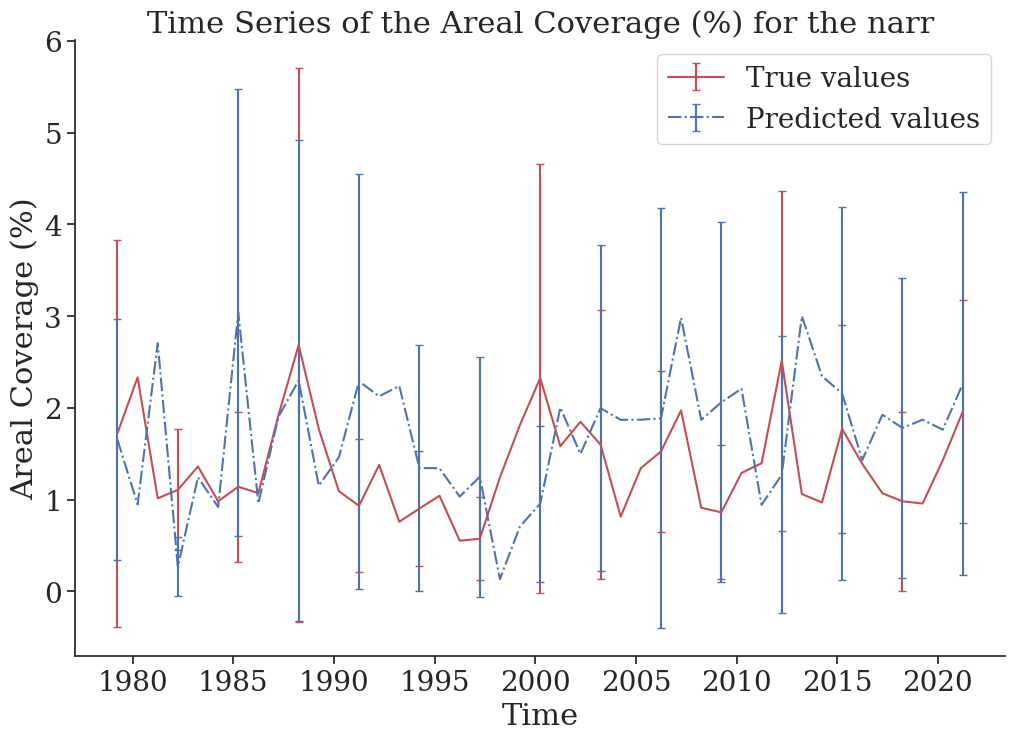 Time Series of the Areal Coverage (%) for the narr
True values
Predicted values
Areal Coverage (%)
6
5
4
3
2
1
0
1980 1985 1990 1995 2000 2005 2010 2015 2020
Time